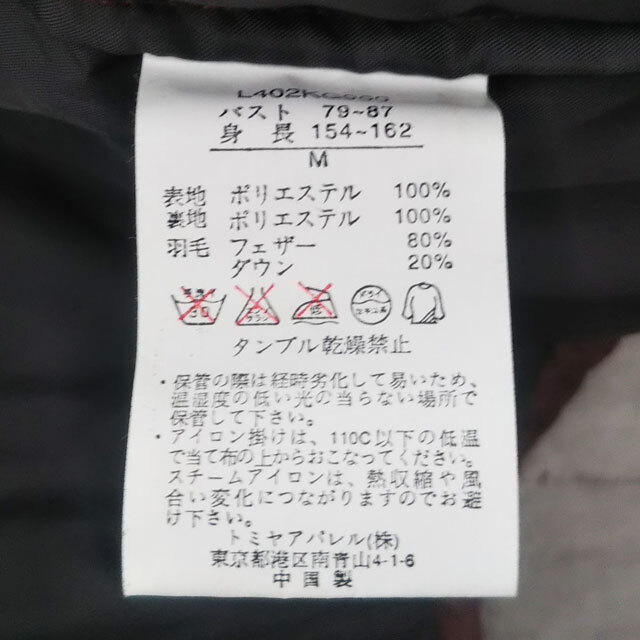 バスト 79~87
身長 154~162
M
表地 ポリエステル 100%
裏地 ポリエステル 100%
羽毛 フェザー 80%
ダウン 20%
ドライ
タンブル乾燥禁止
・保管の際は経時劣化して易いため、
温湿度の低い光の当らない場所で
保管して下さい。
・アイロン掛けは、110C以下の低温
で当て布の上からおこなってください。
スチームアイロンは、熱収縮や風
合い変化につながりますのでお避
け下さい。
トミヤアパレル(株)
東京都港区南青山4-1-6
中国製